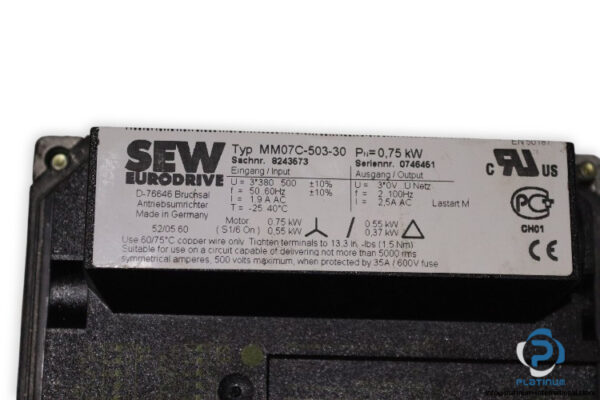 SEW
EURODRIVE
D-76646 Bruchsal
Antriebsumrichter
Made in Germany
52/05 60
Typ MM07C-503-30 PN=0,75 kW
Sachnr. 8243573 Seriennr. 0746451
Eingang / Input Ausgang / Output
U = 3*380 500 ±10% U = 3*0V U Netz
f = 50, 60Hz ±10% f = 2. 100Hz
I = 1,9 A AC I = 2,5A AC Lastart M
T = -25. 40°C
Motor 0.75 kW 0.55 kW
( S1/6 On ) 0,55 kW 0,37 kW
Use 60/75°C copper wire only Tighten terminals to 13.3 in.-lbs (1.5 Nm)
Suitable for use on a circuit capable of delivering not more than 5000 rms
symmetrical amperes, 500 volts maximum, when protected by 35A / 600V fuse
C UL US
PC
CH01
CE
PLATINUM